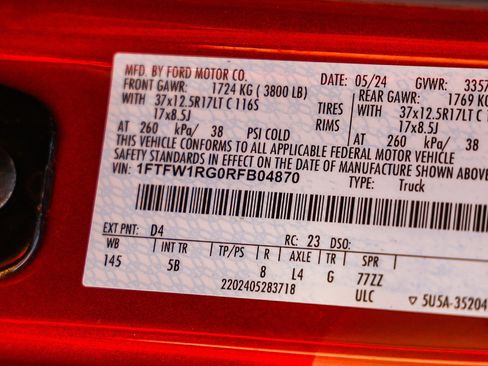 MFD. BY FORD MOTOR CO.
DATE: 05/24 GVWR: 3357
FRONT GAWR: 1724 KG ( 3800 LB)
REAR GAWR: 1769 KG
WITH 37x12.5R17LT C 116S TIRES WITH 37x12.5R17LT C
17x8.5J RIMS 17x8.5J
AT 260 kPa/ 38 PSI COLD AT 260 kPa/ 38
THIS VEHICLE CONFORMS TO ALL APPLICABLE FEDERAL MOTOR VEHICLE
SAFETY STANDARDS IN EFFECT ON THE DATE OF MANUFACTURE SHOWN ABOVE
VIN: 1FTFW1RG0RFB04870 TYPE: Truck
EXT PNT: D4 RC: 23 DSO:
WB INT TR TP/PS R AXLE TR SPR
145 5B 8 L4 G 77ZZ
2202405283718 ULC ▽ 5U5A-35204